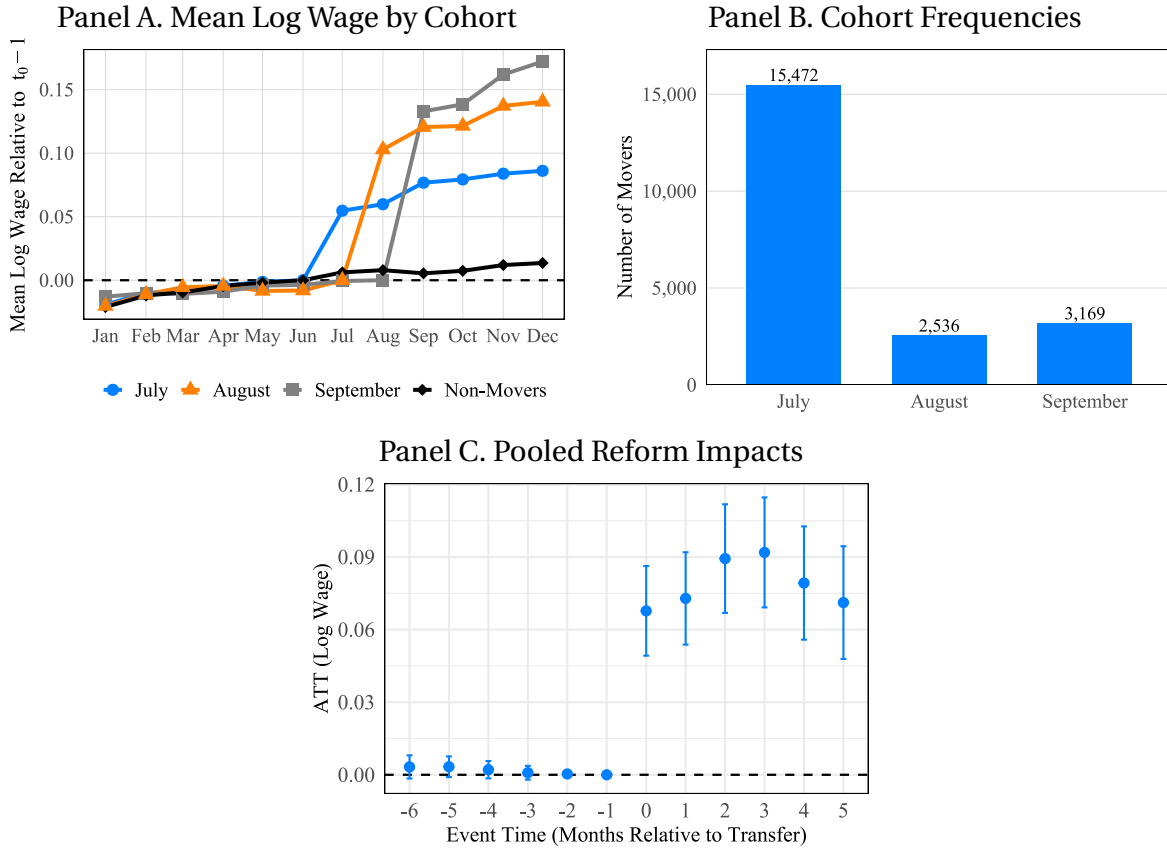 Panel A. Mean Log Wage by Cohort
Mean Log Wage Relative to t₀ − 1
0.15
0.10
0.05
0.00
Jan Feb Mar Apr May Jun Jul Aug Sep Oct Nov Dec
July August September Non-Movers
Panel B. Cohort Frequencies
Number of Movers
15,000
10,000
5,000
0
15,472
2,536
3,169
July August September
Panel C. Pooled Reform Impacts
ATT (Log Wage)
0.12
0.09
0.06
0.03
0.00
-6 -5 -4 -3 -2 -1 0 1 2 3 4 5
Event Time (Months Relative to Transfer)